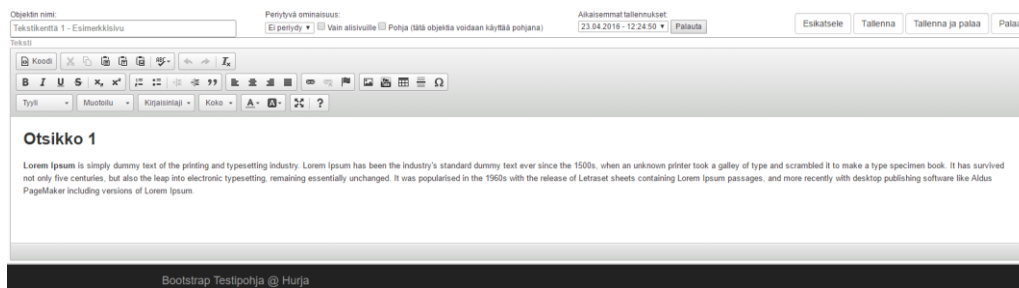 Objektin nimi: Periytyvä ominaisuus: Aikaisemmat tallennukset:
Tekstikenttä 1 - Esimerkkisivu Ei periydy Vain alisivuille Pohja (tätä objektia voidaan käyttää pohjana) 23.04.2016 - 12:24:50 Palauta Esikatsele Tallenna Tallenna ja palaa Palaa
Teksti
Koodi
B I U S x₂ x² Ω
Tyyli Muotoilu Kirjaisinlaji Koko A A ?
Otsikko 1
Lorem Ipsum is simply dummy text of the printing and typesetting industry. Lorem Ipsum has been the industry's standard dummy text ever since the 1500s, when an unknown printer took a galley of type and scrambled it to make a type specimen book. It has survived
not only five centuries, but also the leap into electronic typesetting, remaining essentially unchanged. It was popularised in the 1960s with the release of Letraset sheets containing Lorem Ipsum passages, and more recently with desktop publishing software like Aldus
PageMaker including versions of Lorem Ipsum.
Bootstrap Testipohja @ Hurja